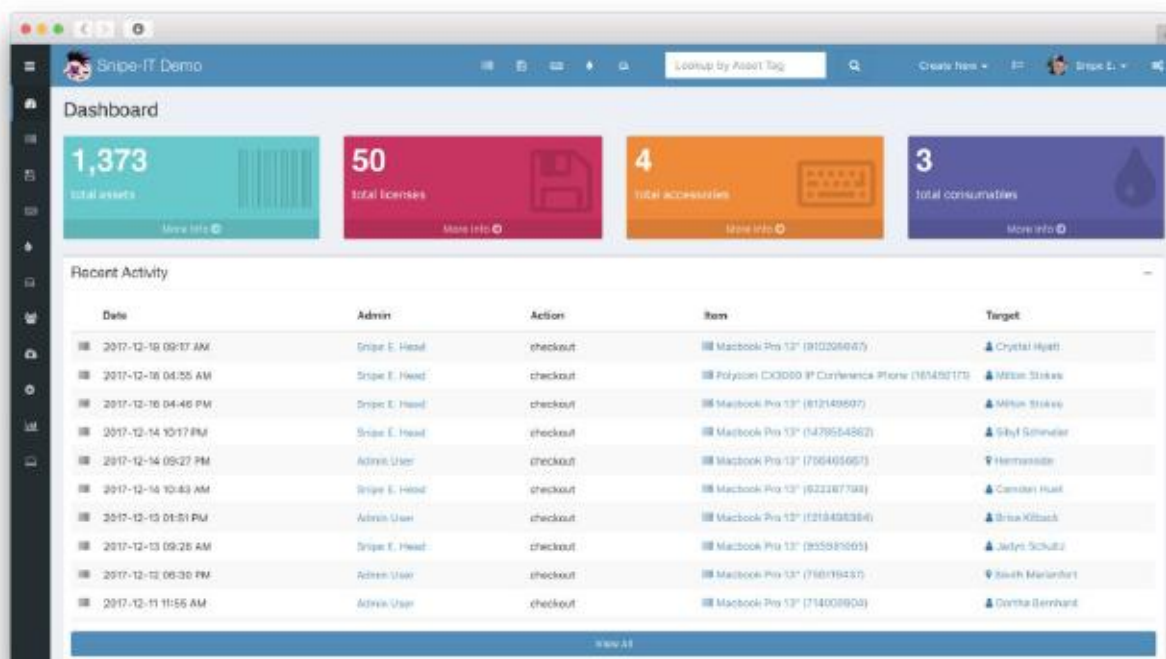 Snipe-IT Demo Lookup by Asset Tag Create New Snipe E.
Dashboard
1,373 50 4 3
total assets total licenses total accessories total consumables
More Info More Info More Info More Info
Recent Activity
Date Admin Action Item Target
09:17 AM Snipe E. Head checkout Macbook Pro 13" Crystal Hyatt
04:55 AM Snipe E. Head checkout Polycom CX3000 IP Conference Phone Milton Stokes
2017-12-16 04:46 PM Snipe E. Head checkout Macbook Pro 13" Milton Stokes
2017-12-14 10:17 PM Snipe E. Head checkout Macbook Pro 13" Sibyl
2017-12-14 09:27 PM Admin User checkout Macbook Pro 13"
2017-12-14 10:43 AM Snipe E. Head checkout Macbook Pro 13" Camden
2017-12-13 01:51 PM Admin User checkout Macbook Pro 13"
2017-12-13 09:26 AM Snipe E. Head checkout Macbook Pro 13" Schultz
2017-12-12 06:30 PM Admin User checkout Macbook Pro 13" South
2017-12-11 11:55 AM Admin User checkout Macbook Pro 13" Bernhard
View All